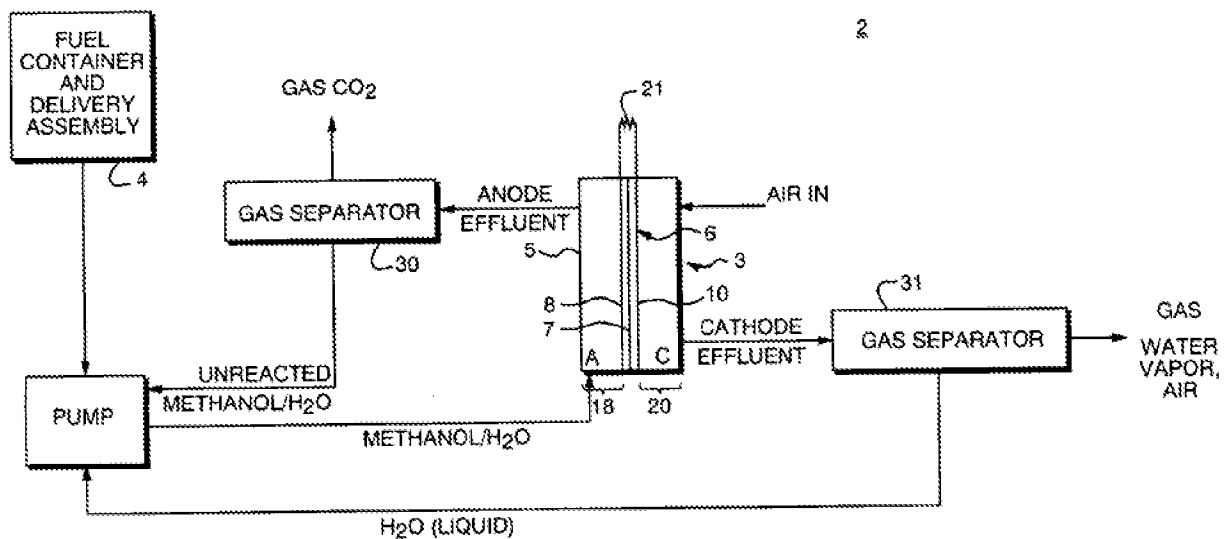 2
FUEL
CONTAINER
AND
DELIVERY
ASSEMBLY
4
GAS CO2
21
GAS SEPARATOR
30
ANODE
EFFLUENT
AIR IN
5
6
3
8
10
7
A
C
18
20
CATHODE
EFFLUENT
31
GAS SEPARATOR
GAS
WATER
VAPOR,
AIR
UNREACTED
METHANOL/H2O
PUMP
METHANOL/H2O
H2O (LIQUID)